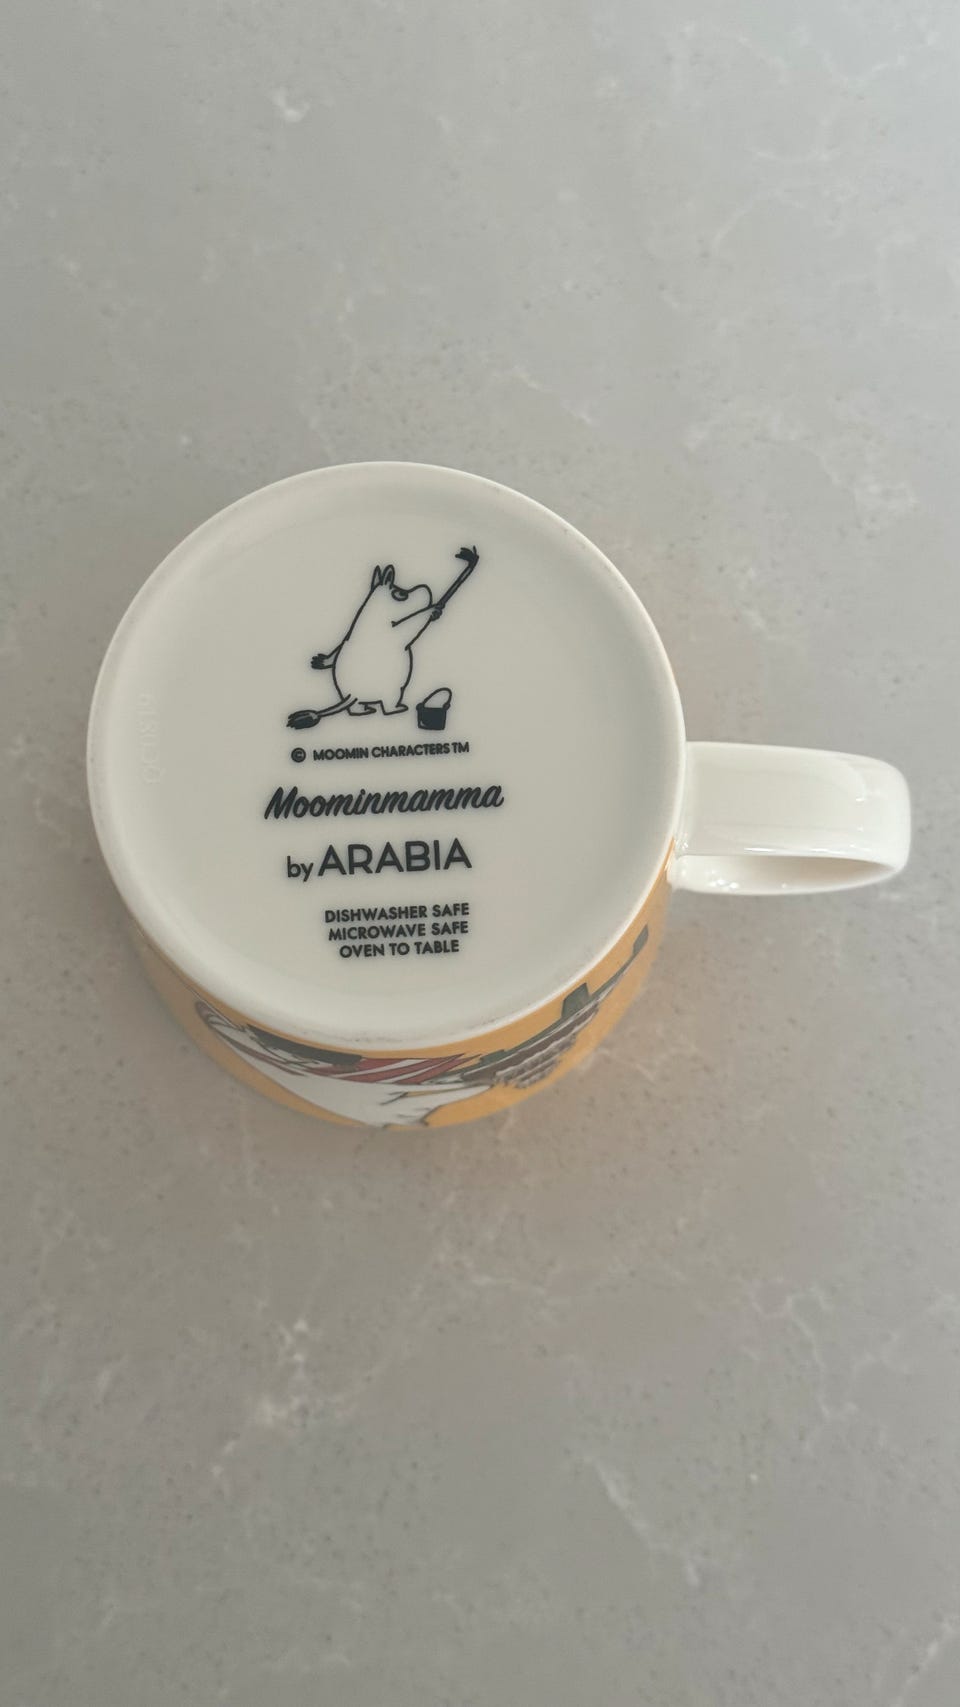 © MOOMIN CHARACTERS TM
Moominmamma
by ARABIA
DISHWASHER SAFE
MICROWAVE SAFE
OVEN TO TABLE